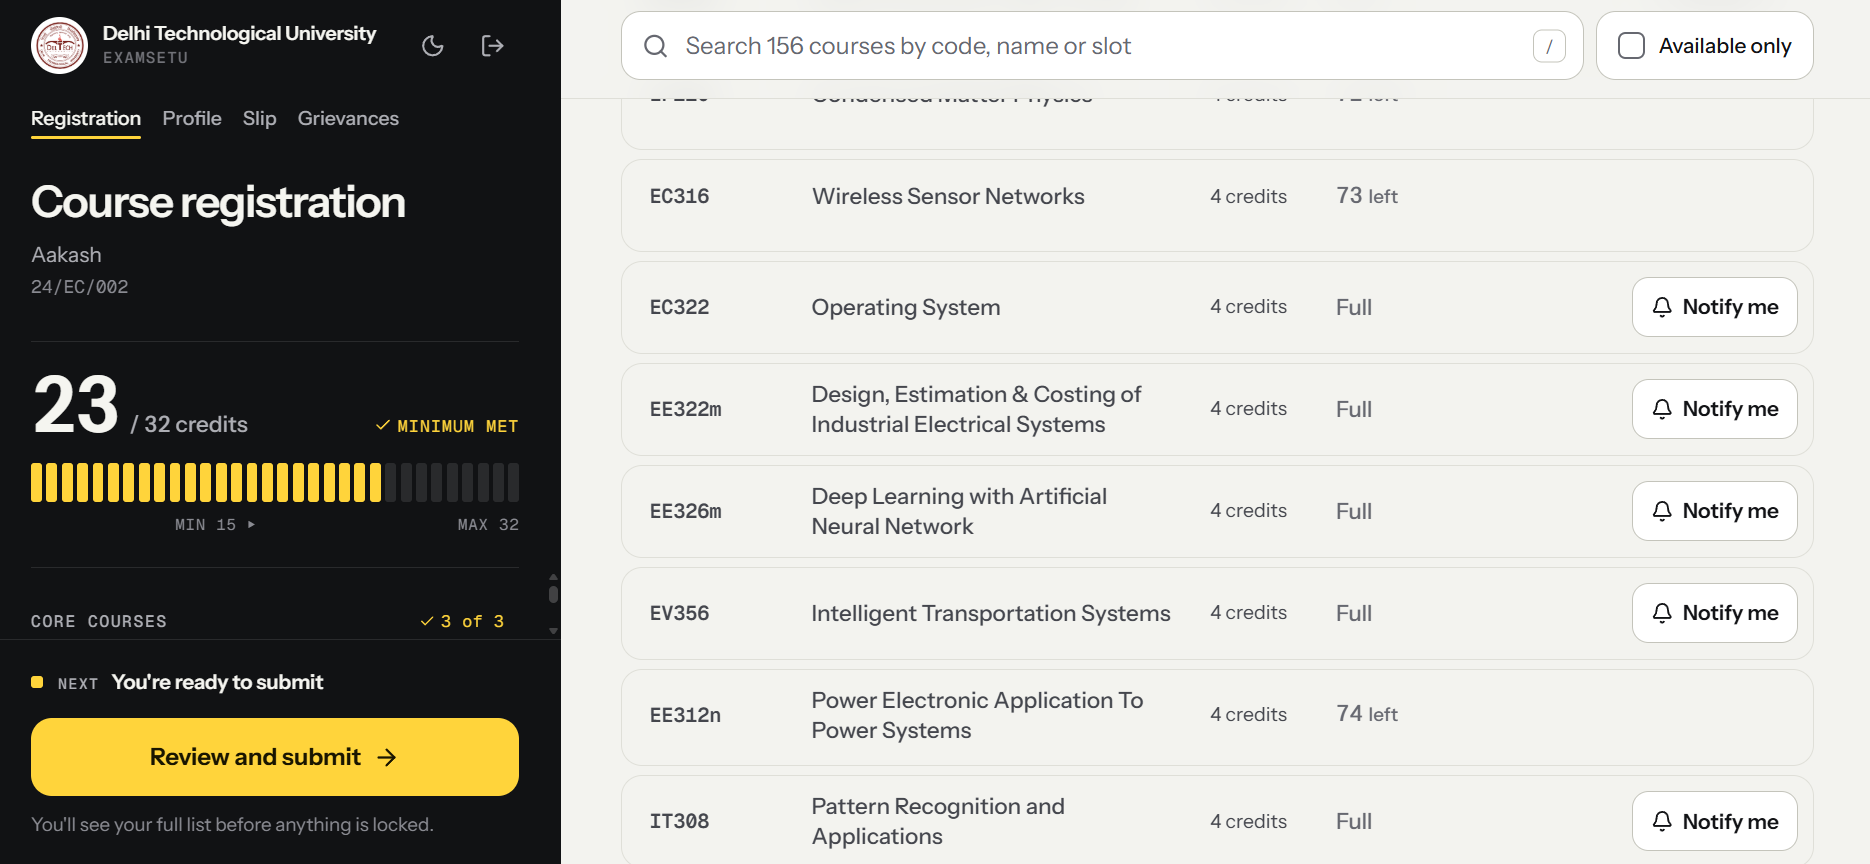 Delhi Technological University
EXAMSETU
Registration Profile Slip Grievances
Course registration
Aakash
24/EC/002
23 / 32 credits
MINIMUM MET
MIN 15
MAX 32
CORE COURSES
3 of 3
NEXT You're ready to submit
Review and submit
You'll see your full list before anything is locked.
Search 156 courses by code, name or slot
/
Available only
Condensed Matter Physics
EC316 Wireless Sensor Networks 4 credits 73 left
EC322 Operating System 4 credits Full Notify me
EE322m Design, Estimation & Costing of
Industrial Electrical Systems 4 credits Full Notify me
EE326m Deep Learning with Artificial
Neural Network 4 credits Full Notify me
EV356 Intelligent Transportation Systems 4 credits Full Notify me
EE312n Power Electronic Application To
Power Systems 4 credits 74 left
IT308 Pattern Recognition and
Applications 4 credits Full Notify me